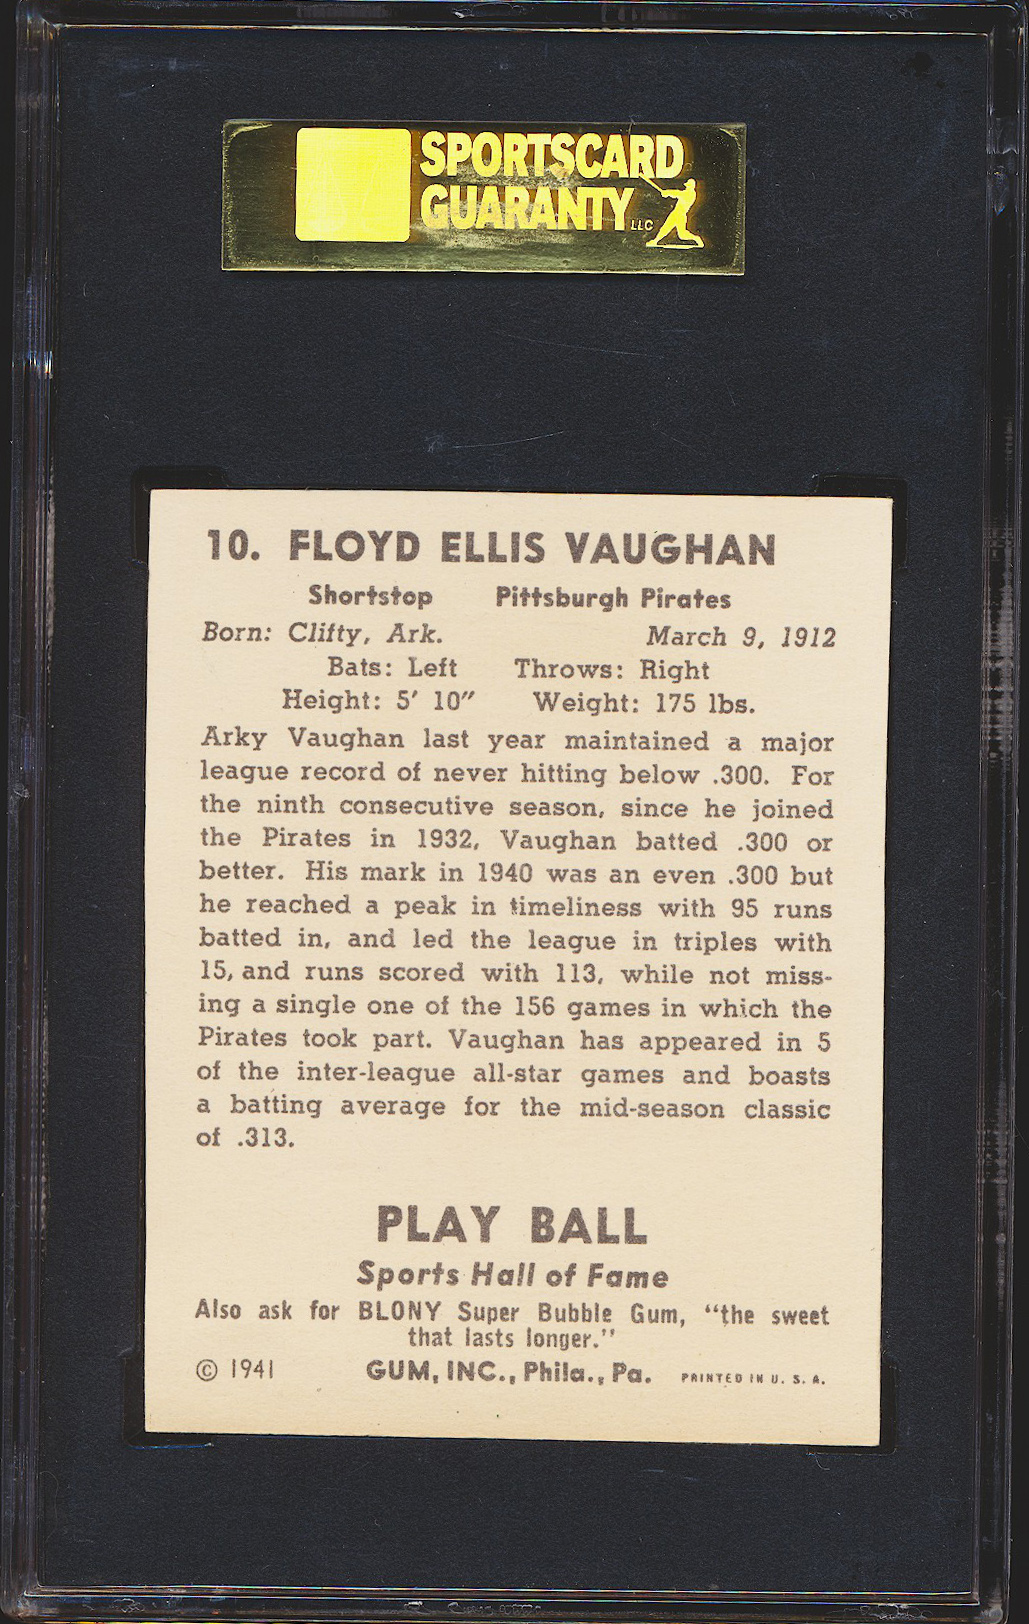 SPORTSCARD
GUARANTY LLC
10. FLOYD ELLIS VAUGHAN
Shortstop Pittsburgh Pirates
Born: Clifty, Ark. March 9, 1912
Bats: Left Throws: Right
Height: 5' 10" Weight: 175 lbs.
Arky Vaughan last year maintained a major
league record of never hitting below .300. For
the ninth consecutive season, since he joined
the Pirates in 1932, Vaughan batted .300 or
better. His mark in 1940 was an even .300 but
he reached a peak in timeliness with 95 runs
batted in, and led the league in triples with
15, and runs scored with 113, while not miss-
ing a single one of the 156 games in which the
Pirates took part. Vaughan has appeared in 5
of the inter-league all-star games and boasts
a batting average for the mid-season classic
of .313.
PLAY BALL
Sports Hall of Fame
Also ask for BLONY Super Bubble Gum, "the sweet
that lasts longer."
© 1941 GUM, INC., Phila., Pa. PRINTED IN U. S. A.